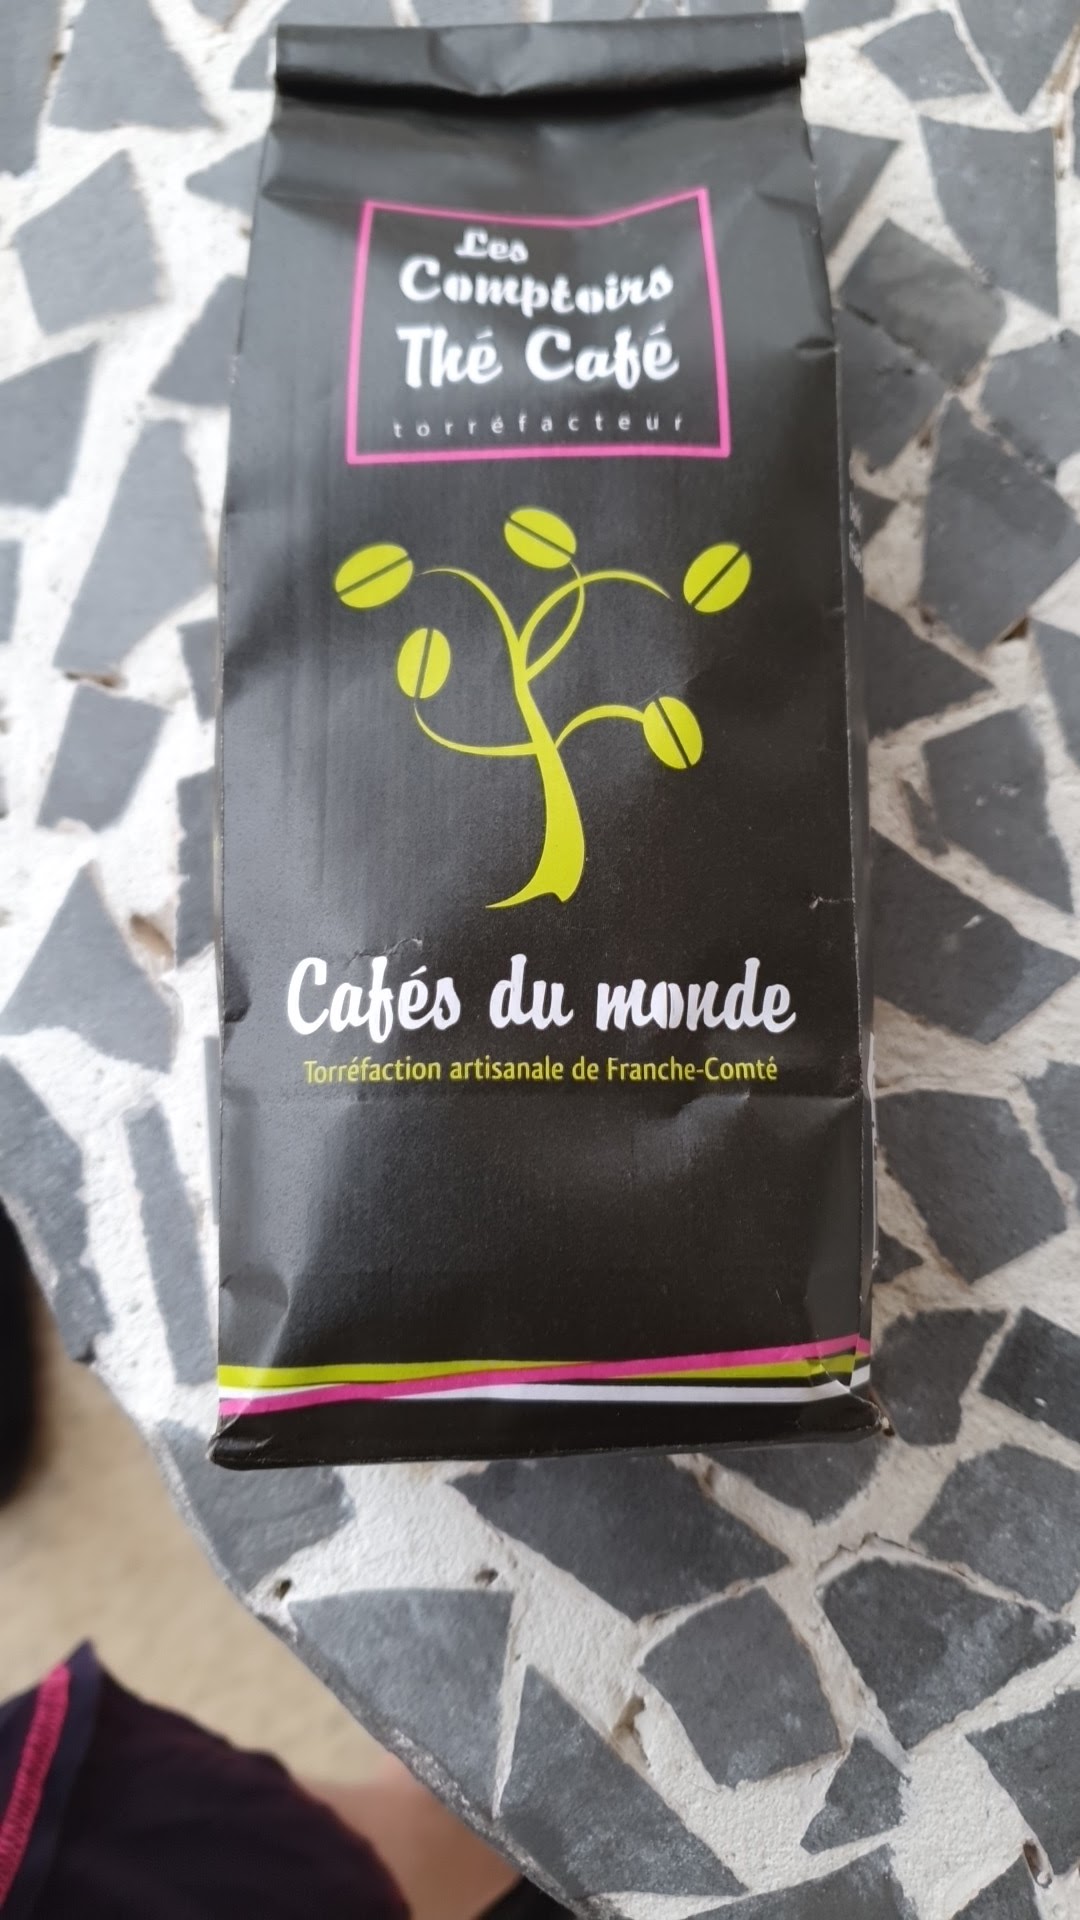 Les
Comptoirs
Thé Café
torréfacteur
Cafés du monde
Torréfaction artisanale de Franche-Comté